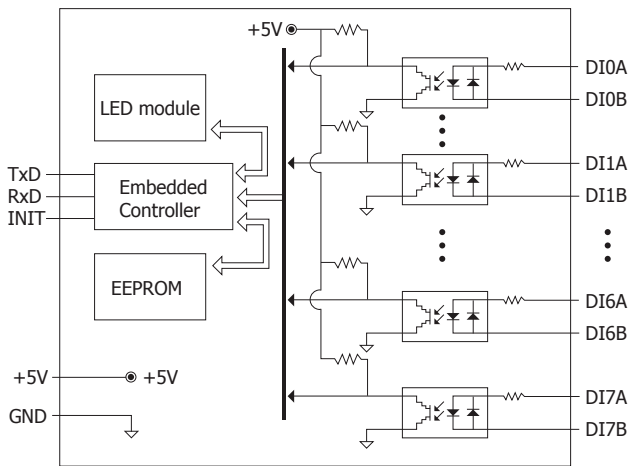 +5V
DI0A
LED module
DI0B
TxD
Embedded
Controller
DI1A
RxD
DI1B
INIT
EEPROM
DI6A
DI6B
+5V
+5V
DI7A
GND
DI7B